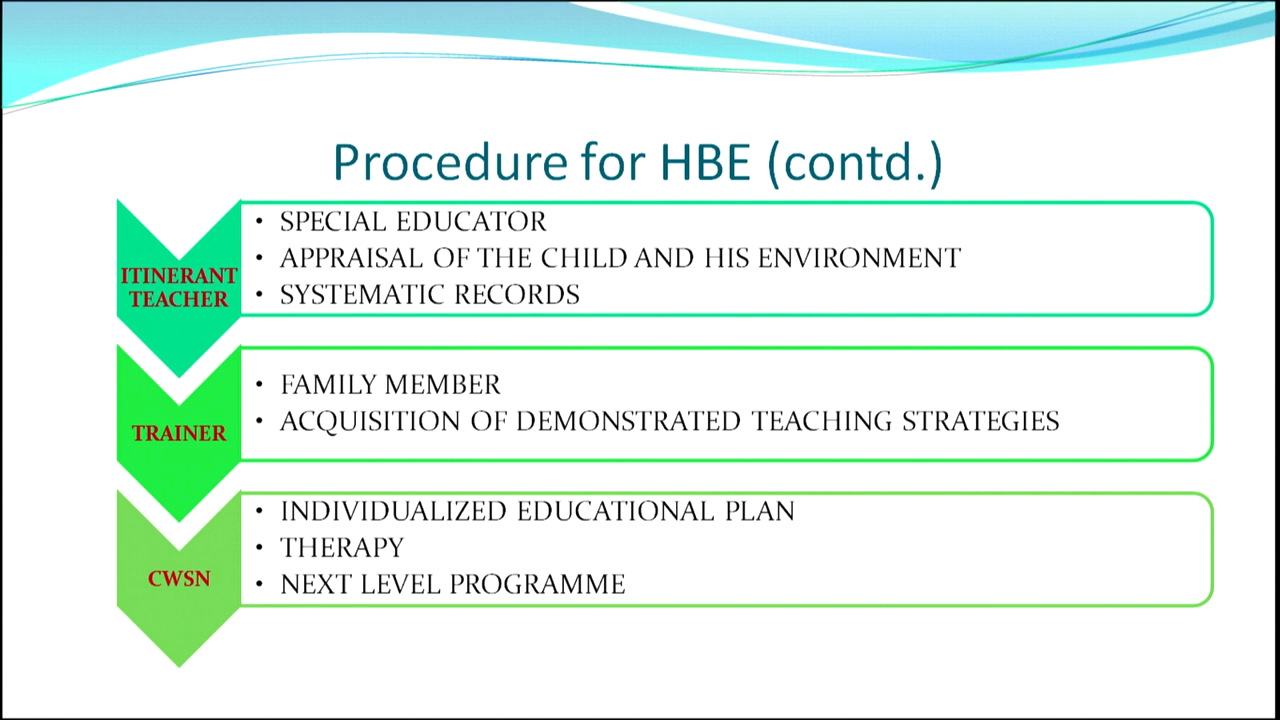 Procedure for HBE (contd.)
ITINERANT
TEACHER
• SPECIAL EDUCATOR
• APPRAISAL OF THE CHILD AND HIS ENVIRONMENT
• SYSTEMATIC RECORDS
TRAINER
• FAMILY MEMBER
• ACQUISITION OF DEMONSTRATED TEACHING STRATEGIES
CWSN
• INDIVIDUALIZED EDUCATIONAL PLAN
• THERAPY
• NEXT LEVEL PROGRAMME